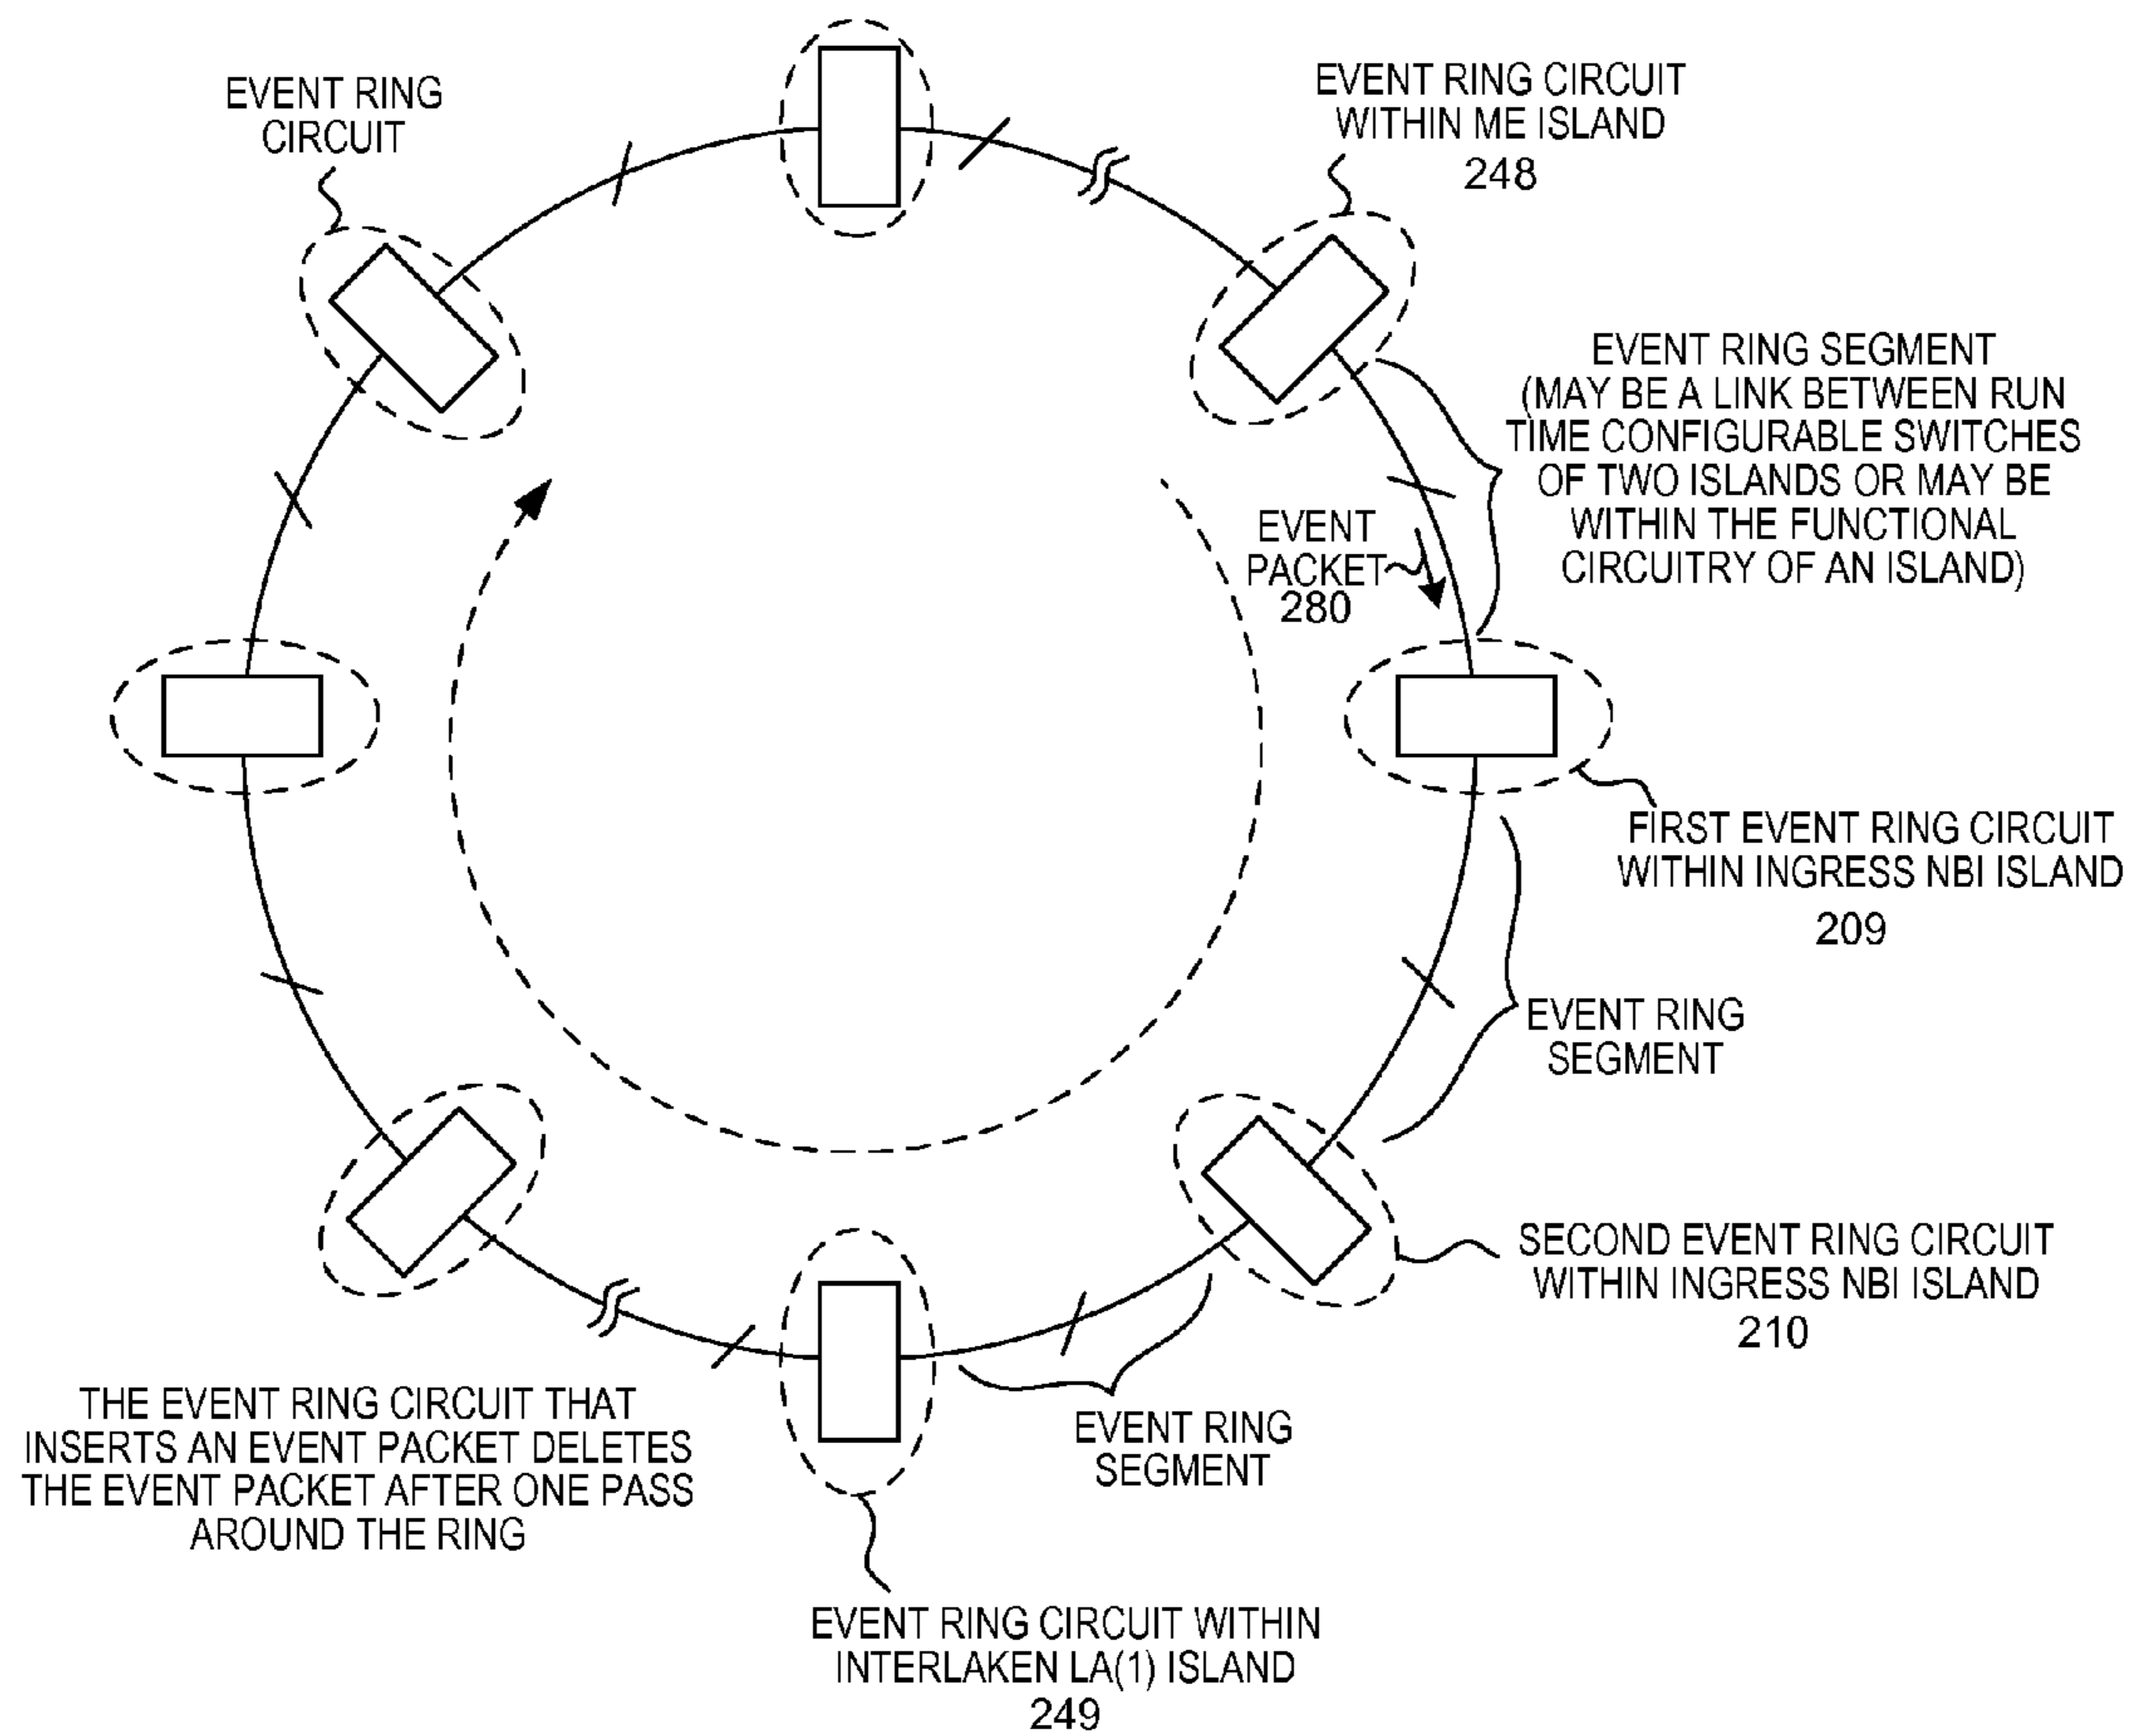 EVENT RING
CIRCUIT
EVENT RING CIRCUIT
WITHIN ME ISLAND
248
EVENT RING SEGMENT
(MAY BE A LINK BETWEEN RUN
TIME CONFIGURABLE SWITCHES
OF TWO ISLANDS OR MAY BE
WITHIN THE FUNCTIONAL
CIRCUITRY OF AN ISLAND)
EVENT
PACKET
280
FIRST EVENT RING CIRCUIT
WITHIN INGRESS NBI ISLAND
209
EVENT RING
SEGMENT
SECOND EVENT RING CIRCUIT
WITHIN INGRESS NBI ISLAND
210
THE EVENT RING CIRCUIT THAT
INSERTS AN EVENT PACKET DELETES
THE EVENT PACKET AFTER ONE PASS
AROUND THE RING
EVENT RING
SEGMENT
EVENT RING CIRCUIT WITHIN
INTERLAKEN LA(1) ISLAND
249